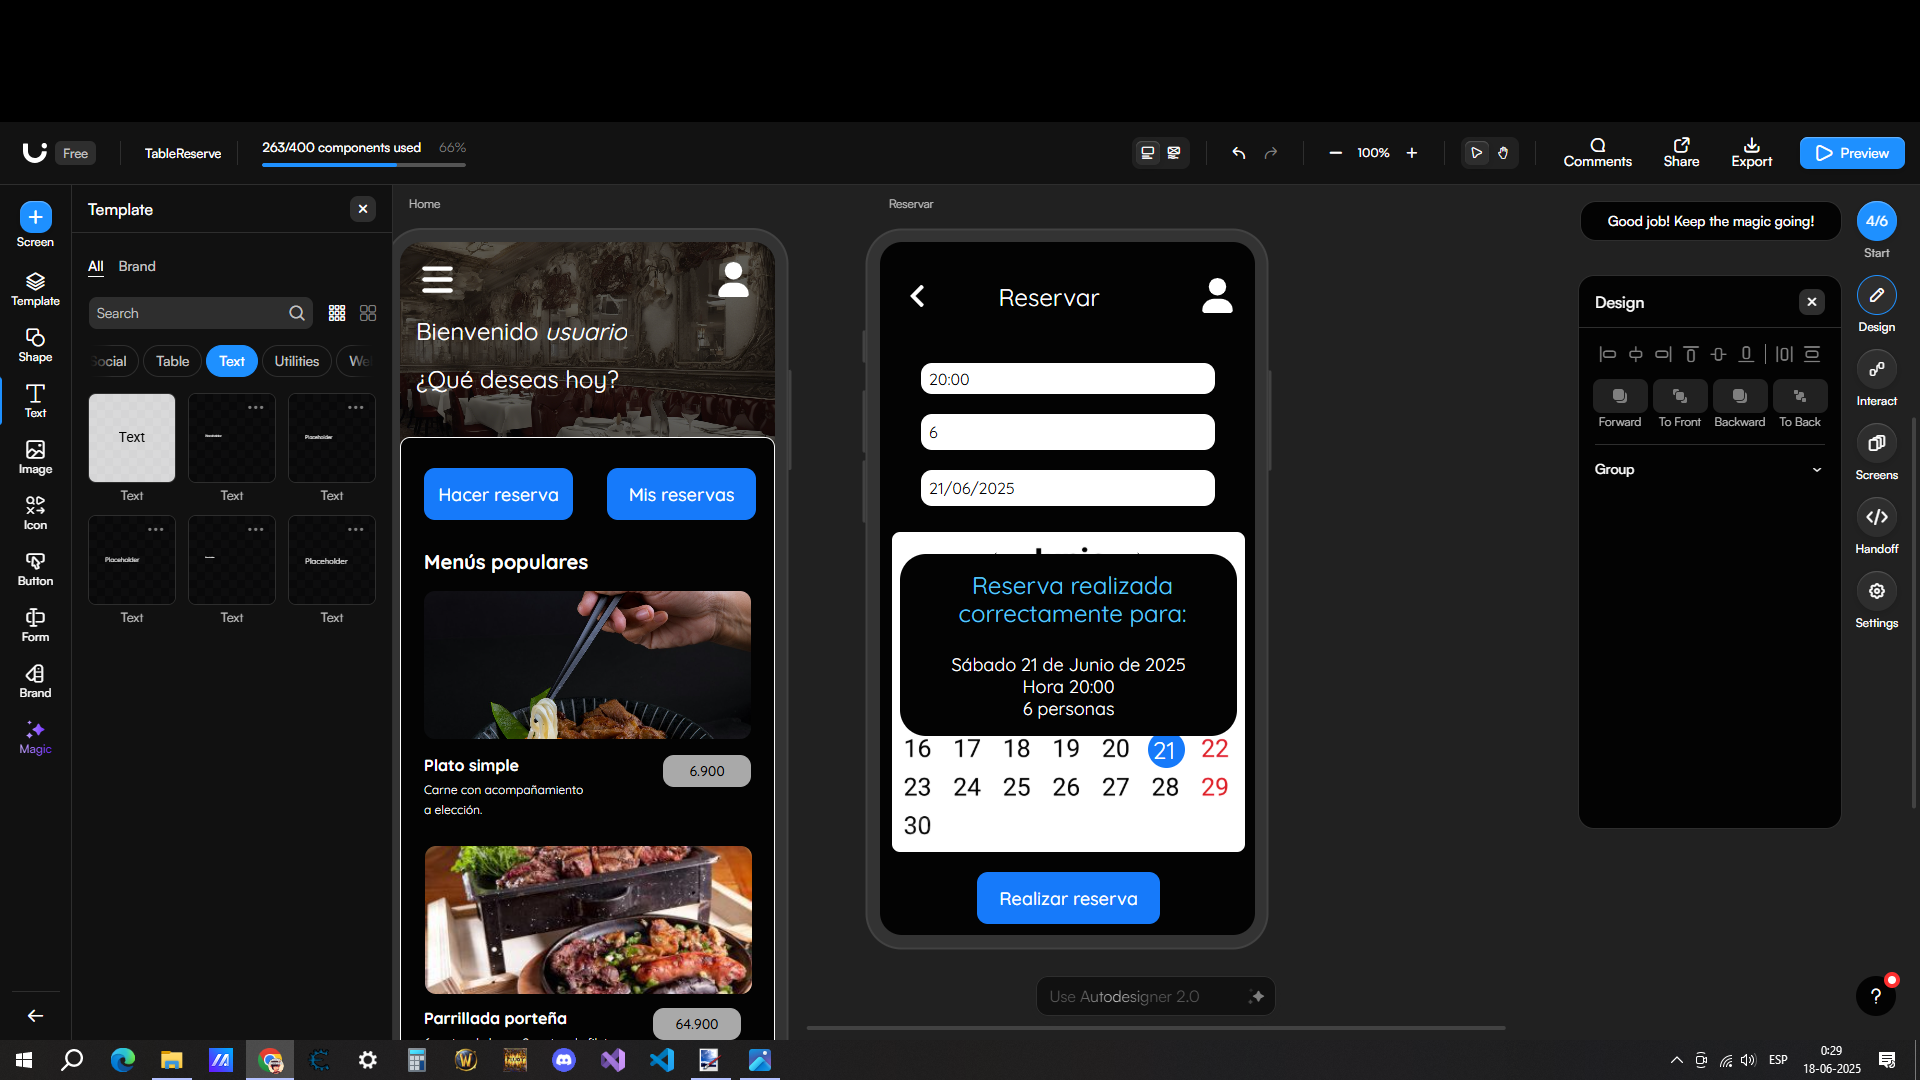 Free
TableReserve
263/400 components used
66%
100%
Comments
Share
Export
Preview
Screen
Template
Shape
Text
Image
Icon
Button
Form
Brand
Magic
Template
All
Brand
Search
Social
Table
Text
Utilities
We
Text
Text
Text
Placeholder
Text
Placeholder
Text
Text
Placeholder
Text
Home
Bienvenido usuario
¿Qué deseas hoy?
Hacer reserva
Mis reservas
Menús populares
Plato simple
6.900
Carne con acompañamiento
a elección.
Parrillada porteña
64.900
Reservar
Reservar
20:00
6
21/06/2025
Reserva realizada
correctamente para:
Sábado 21 de Junio de 2025
Hora 20:00
6 personas
16 17 18 19 20 21 22
23 24 25 26 27 28 29
30
Realizar reserva
Use Autodesigner 2.0
Good job! Keep the magic going!
4/6
Start
Design
Interact
Screens
Handoff
Settings
Design
Forward
To Front
Backward
To Back
Group
?
ESP
0:29
18-06-2025